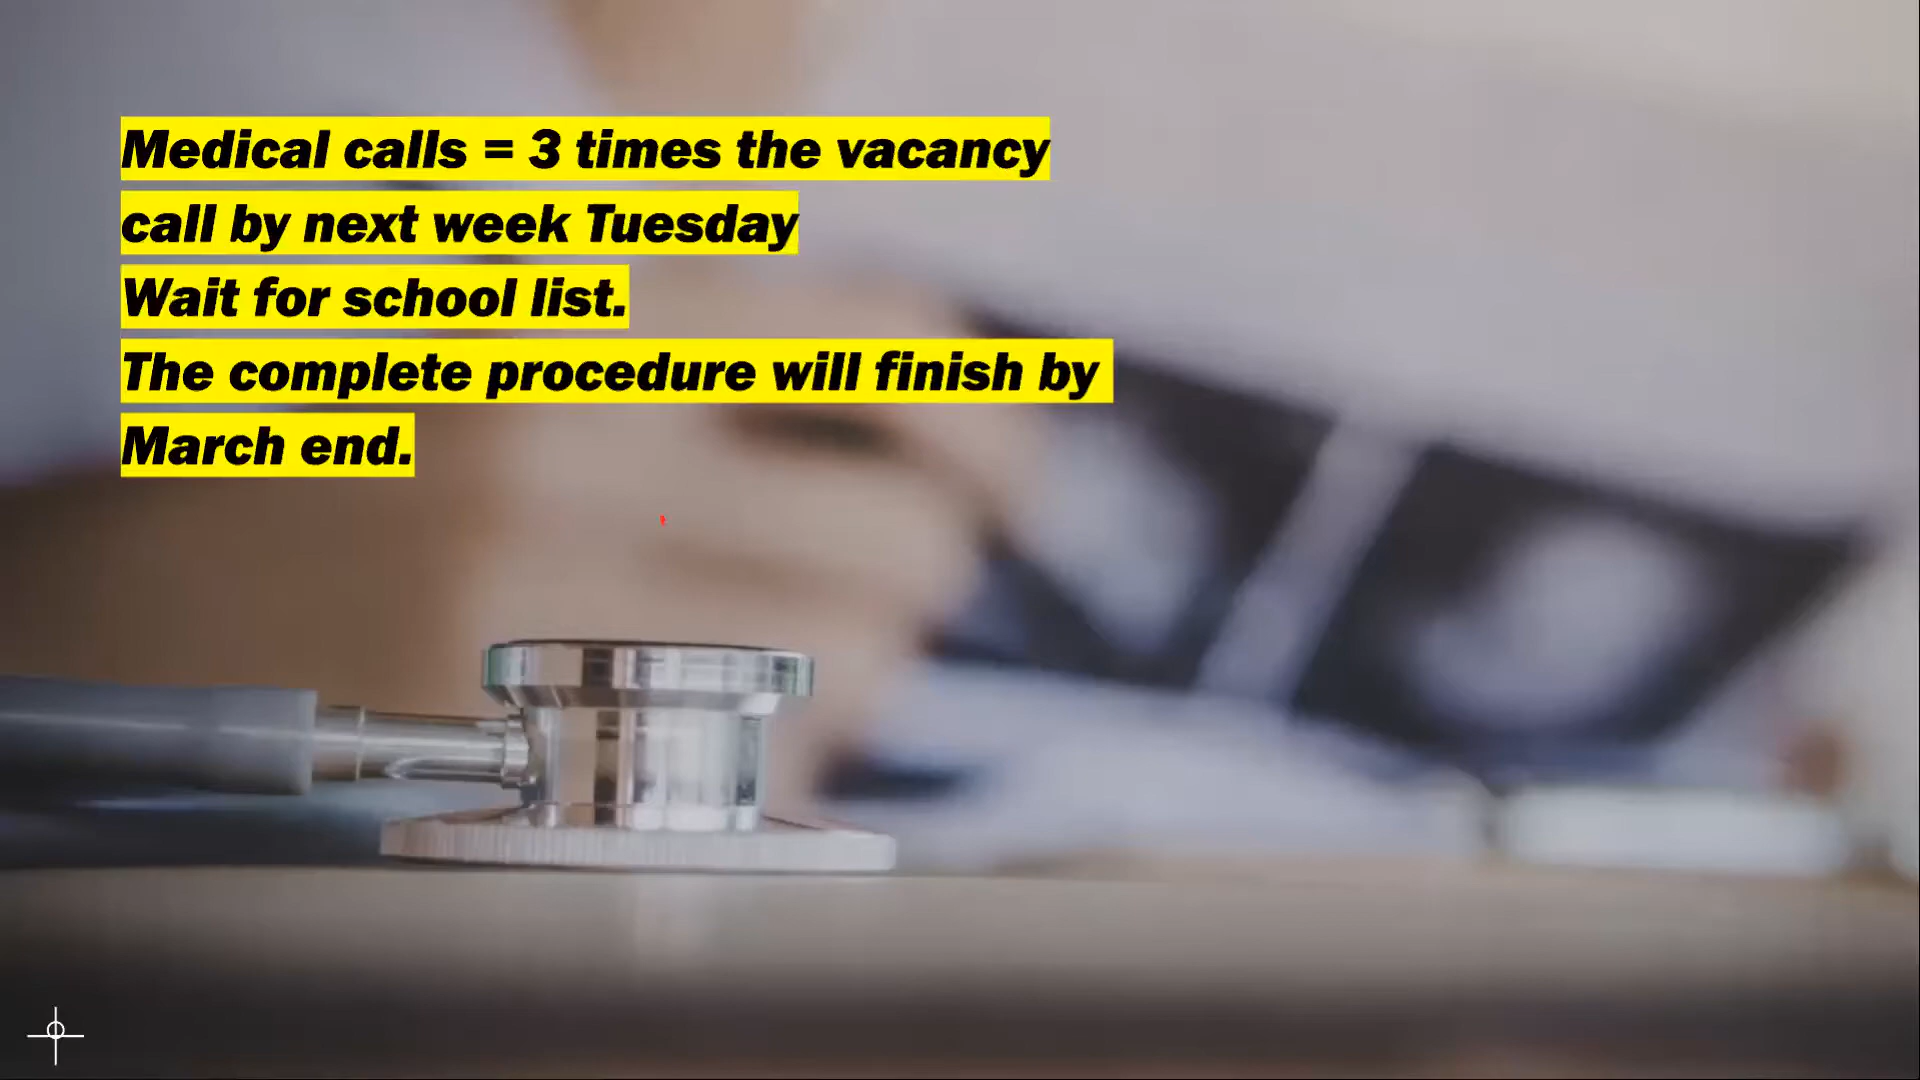 Medical calls = 3 times the vacancy
call by next week Tuesday
Wait for school list.
The complete procedure will finish by
March end.